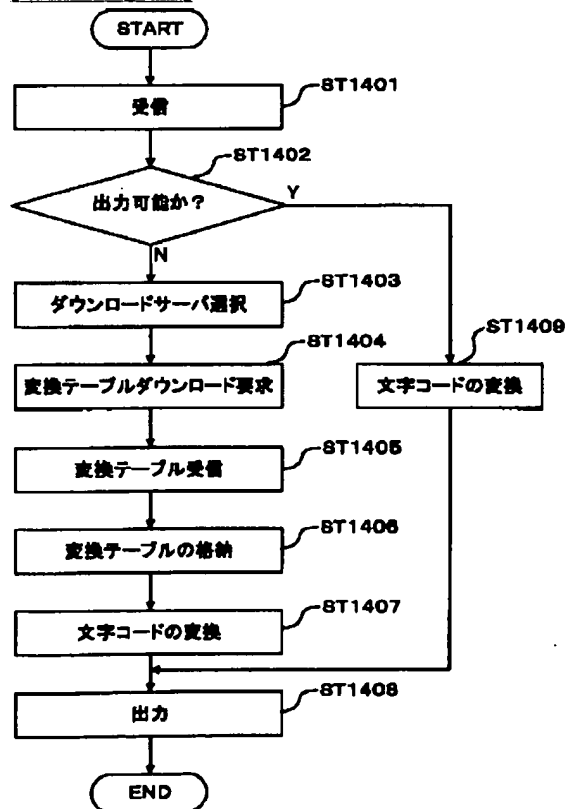 START
受信
ST1401
出力可能か?
ST1402
Y
N
ダウンロードサーバ選択
ST1403
変換テーブルダウンロード要求
ST1404
文字コードの変換
ST1409
変換テーブル受信
ST1405
変換テーブルの格納
ST1406
文字コードの変換
ST1407
出力
ST1408
END